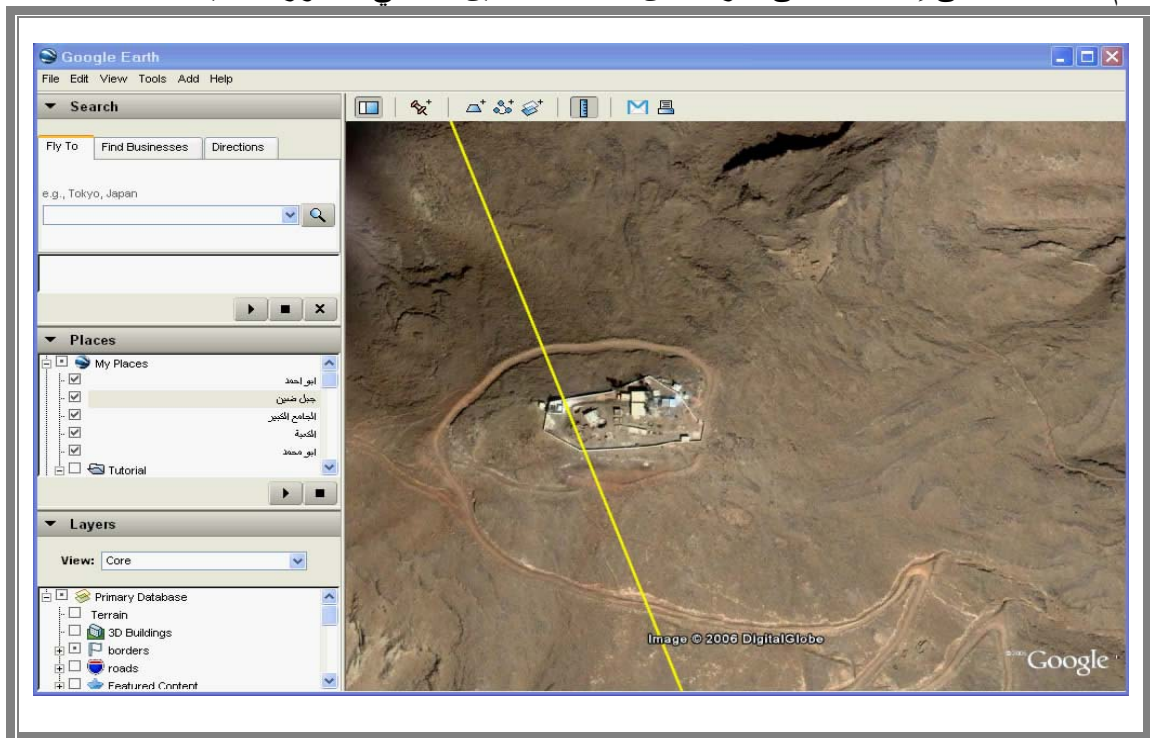 Google Earth
File Edit View Tools Add Help
Search
Fly To Find Businesses Directions
e.g., Tokyo, Japan
Places
My Places
ابو احمد
جبل ضين
الجامع الكبير
الكعبة
ابو محمد
Tutorial
Layers
View: Core
Primary Database
Terrain
3D Buildings
borders
roads
Featured Content
Image © 2006 DigitalGlobe
Google